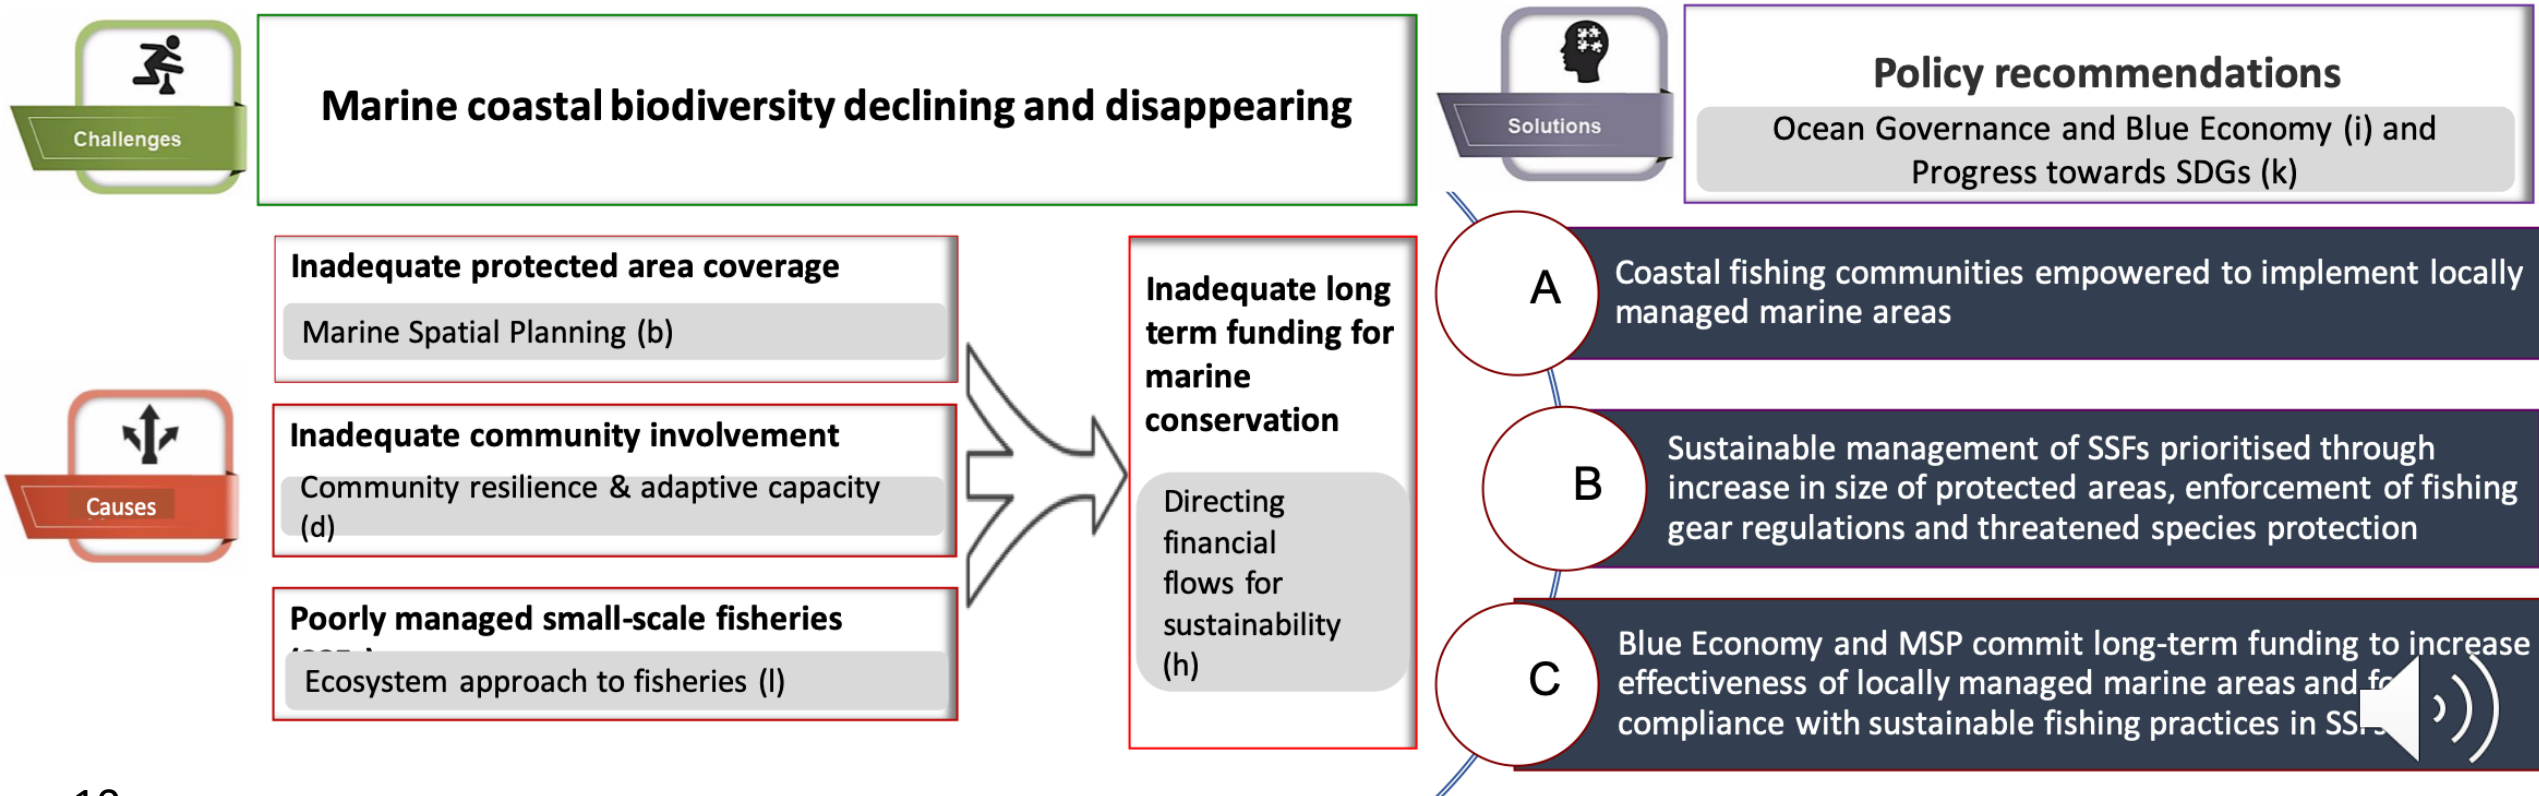 Challenges
Marine coastal biodiversity declining and disappearing
Causes
Inadequate protected area coverage
Marine Spatial Planning (b)
Inadequate community involvement
Community resilience & adaptive capacity
(d)
Poorly managed small-scale fisheries
Ecosystem approach to fisheries (l)
Inadequate long
term funding for
marine
conservation
Directing
financial
flows for
sustainability
(h)
Solutions
Policy recommendations
Ocean Governance and Blue Economy (i) and
Progress towards SDGs (k)
A
Coastal fishing communities empowered to implement locally
managed marine areas
B
Sustainable management of SSFs prioritised through
increase in size of protected areas, enforcement of fishing
gear regulations and threatened species protection
C
Blue Economy and MSP commit long-term funding to increase
effectiveness of locally managed marine areas and
compliance with sustainable fishing practices in